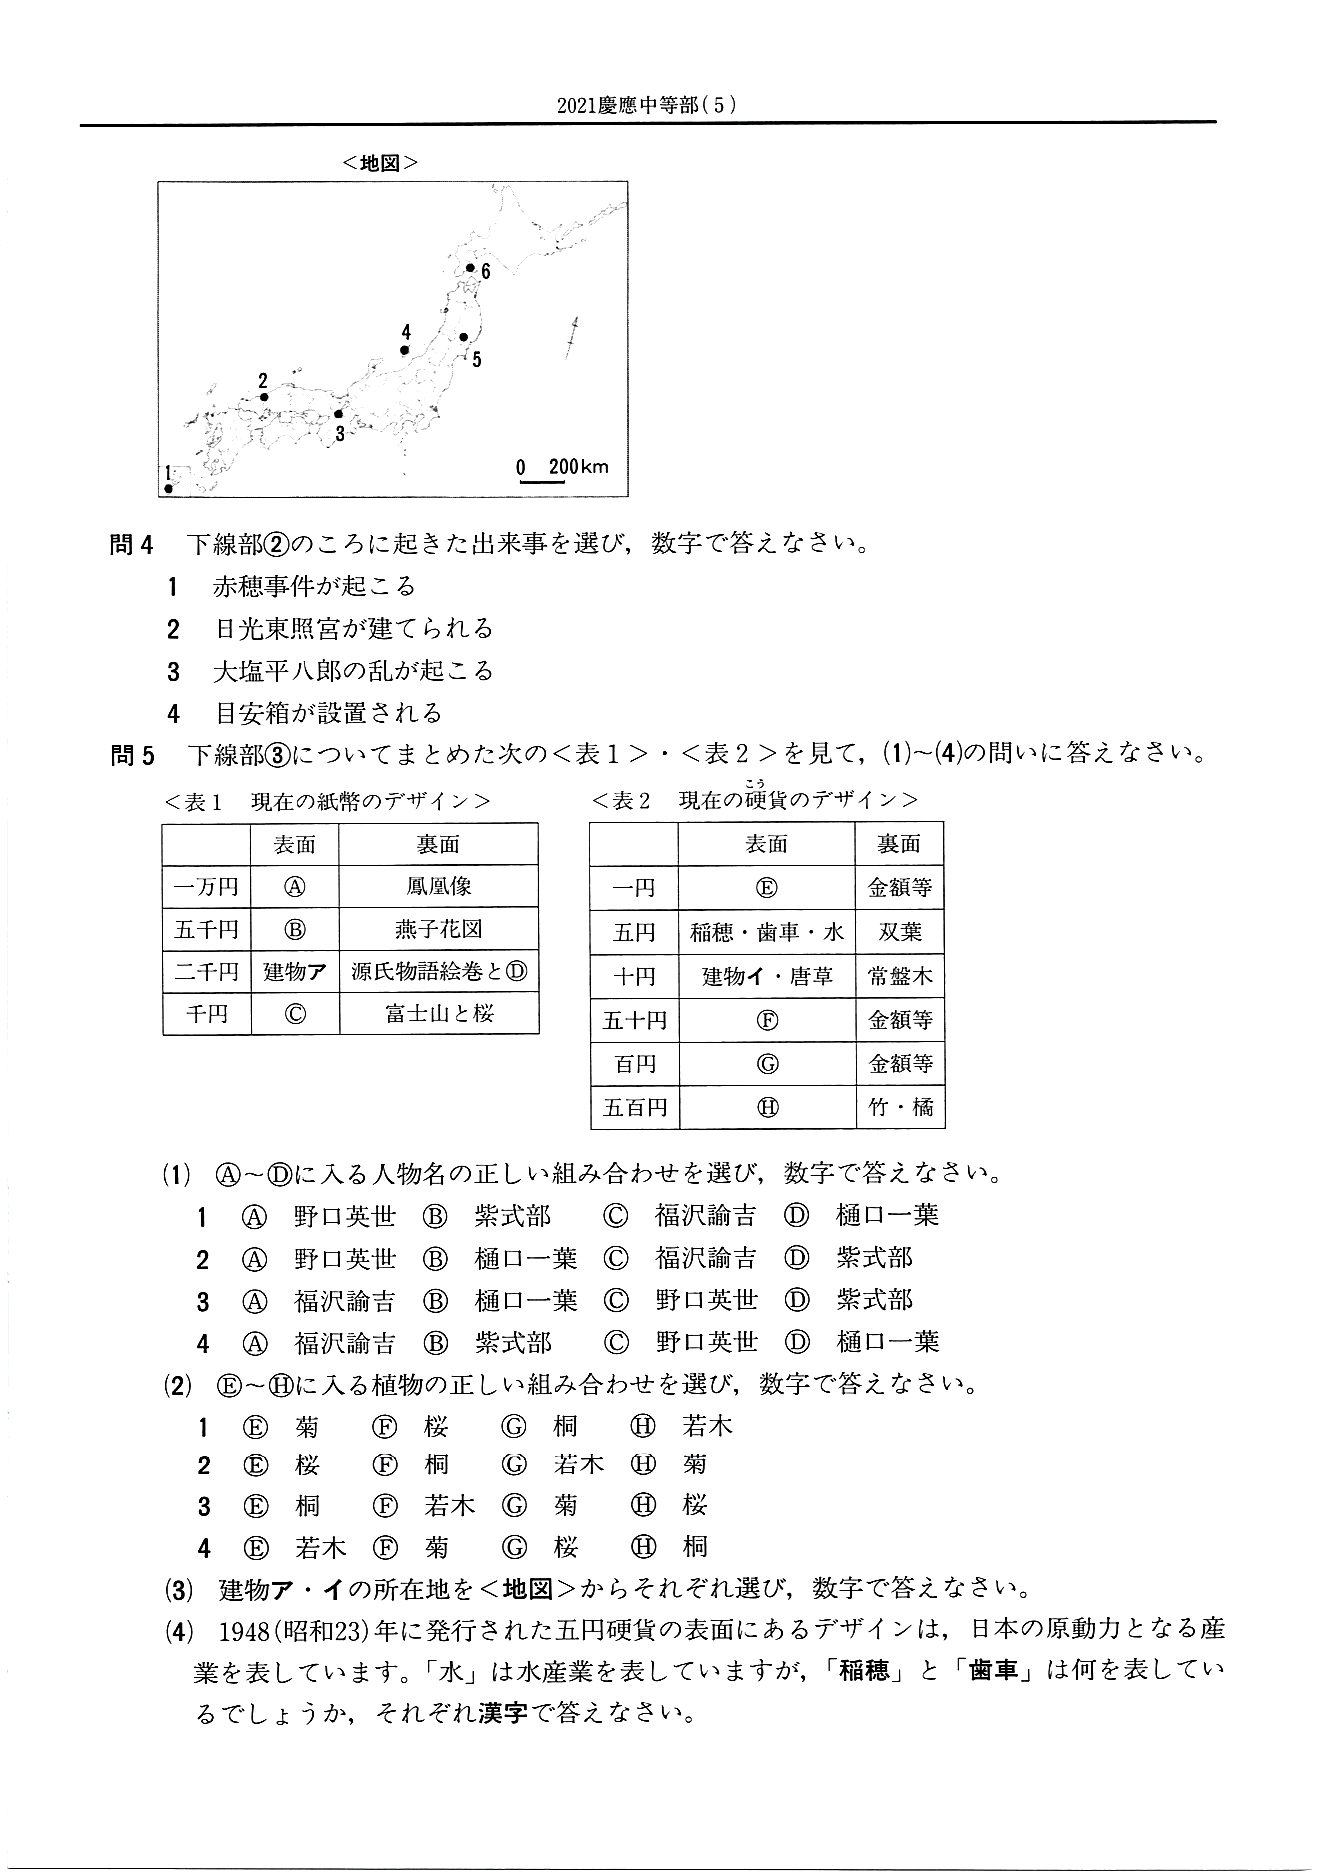 2021慶應中等部(5)
<地図>
6
4
5
2
3
1
0 200km
問4 下線部②のころに起きた出来事を選び，数字で答えなさい。
1 赤穂事件が起こる
2 日光東照宮が建てられる
3 大塩平八郎の乱が起こる
4 目安箱が設置される
問5 下線部③についてまとめた次の<表1>・<表2>を見て，(1)~(4)の問いに答えなさい。
<表1 現在の紙幣のデザイン>
表面 裏面
一万円 Ⓐ 鳳凰像
五千円 Ⓑ 燕子花図
二千円 建物ア 源氏物語絵巻とⒹ
千円 Ⓒ 富士山と桜
こう
<表2 現在の硬貨のデザイン>
表面 裏面
一円 Ⓔ 金額等
五円 稲穂・歯車・水 双葉
十円 建物イ・唐草 常盤木
五十円 Ⓕ 金額等
百円 Ⓖ 金額等
五百円 Ⓗ 竹・橘
(1) Ⓐ~Ⓓに入る人物名の正しい組み合わせを選び，数字で答えなさい。
1 Ⓐ 野口英世 Ⓑ 紫式部 Ⓒ 福沢諭吉 Ⓓ 樋口一葉
2 Ⓐ 野口英世 Ⓑ 樋口一葉 Ⓒ 福沢諭吉 Ⓓ 紫式部
3 Ⓐ 福沢諭吉 Ⓑ 樋口一葉 Ⓒ 野口英世 Ⓓ 紫式部
4 Ⓐ 福沢諭吉 Ⓑ 紫式部 Ⓒ 野口英世 Ⓓ 樋口一葉
(2) Ⓔ~Ⓗに入る植物の正しい組み合わせを選び，数字で答えなさい。
1 Ⓔ 菊 Ⓕ 桜 Ⓖ 桐 Ⓗ 若木
2 Ⓔ 桜 Ⓕ 桐 Ⓖ 若木 Ⓗ 菊
3 Ⓔ 桐 Ⓕ 若木 Ⓖ 菊 Ⓗ 桜
4 Ⓔ 若木 Ⓕ 菊 Ⓖ 桜 Ⓗ 桐
(3) 建物ア・イの所在地を<地図>からそれぞれ選び，数字で答えなさい。
(4) 1948(昭和23)年に発行された五円硬貨の表面にあるデザインは，日本の原動力となる産
業を表しています。「水」は水産業を表していますが，「稲穂」と「歯車」は何を表してい
るでしょうか，それぞれ漢字で答えなさい。